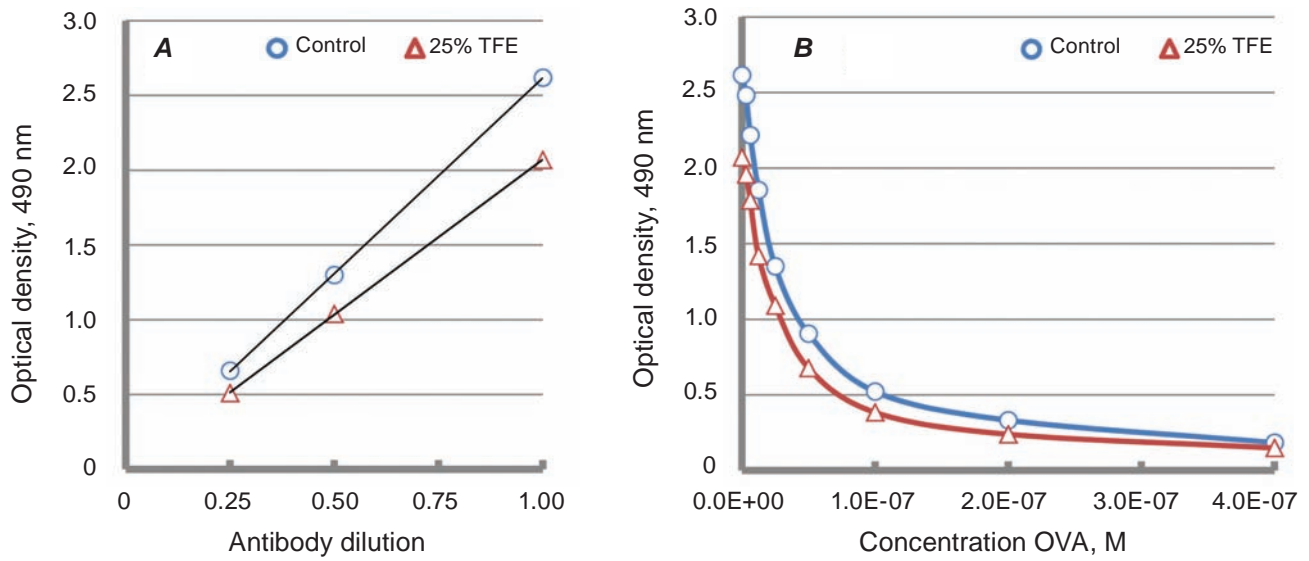 A
Control
25% TFE
3.0
2.5
2.0
1.5
1.0
0.5
0
0
0.25
0.50
0.75
1.00
Optical density, 490 nm
Antibody dilution
B
Control
25% TFE
3.0
2.5
2.0
1.5
1.0
0.5
0
0.0E+00
1.0E-07
2.0E-07
3.0E-07
4.0E-07
Optical density, 490 nm
Concentration OVA, M